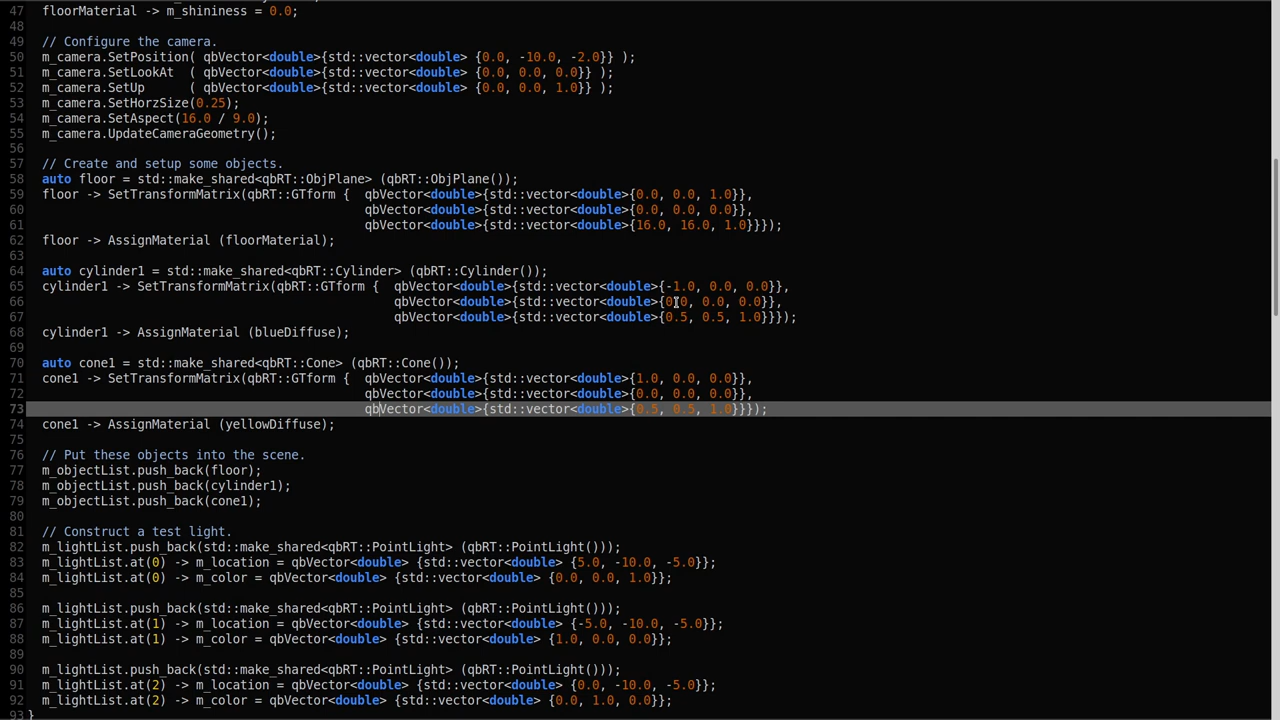 47 floorMaterial -> m_shininess = 0.0;
48
49 // Configure the camera.
50 m_camera.SetPosition( qbVector<double>{std::vector<double> {0.0, -10.0, -2.0}} );
51 m_camera.SetLookAt  ( qbVector<double>{std::vector<double> {0.0, 0.0, 0.0}} );
52 m_camera.SetUp      ( qbVector<double>{std::vector<double> {0.0, 0.0, 1.0}} );
53 m_camera.SetHorzSize(0.25);
54 m_camera.SetAspect(16.0 / 9.0);
55 m_camera.UpdateCameraGeometry();
56
57 // Create and setup some objects.
58 auto floor = std::make_shared<qbRT::ObjPlane> (qbRT::ObjPlane());
59 floor -> SetTransformMatrix(qbRT::GTform {  qbVector<double>{std::vector<double>{0.0, 0.0, 1.0}},
60                                             qbVector<double>{std::vector<double>{0.0, 0.0, 0.0}},
61                                             qbVector<double>{std::vector<double>{16.0, 16.0, 1.0}}});
62 floor -> AssignMaterial (floorMaterial);
63
64 auto cylinder1 = std::make_shared<qbRT::Cylinder> (qbRT::Cylinder());
65 cylinder1 -> SetTransformMatrix(qbRT::GTform {  qbVector<double>{std::vector<double>{-1.0, 0.0, 0.0}},
66                                                 qbVector<double>{std::vector<double>{0.0, 0.0, 0.0}},
67                                                 qbVector<double>{std::vector<double>{0.5, 0.5, 1.0}}});
68 cylinder1 -> AssignMaterial (blueDiffuse);
69
70 auto cone1 = std::make_shared<qbRT::Cone> (qbRT::Cone());
71 cone1 -> SetTransformMatrix(qbRT::GTform {  qbVector<double>{std::vector<double>{1.0, 0.0, 0.0}},
72                                             qbVector<double>{std::vector<double>{0.0, 0.0, 0.0}},
73                                             qbVector<double>{std::vector<double>{0.5, 0.5, 1.0}}});
74 cone1 -> AssignMaterial (yellowDiffuse);
75
76 // Put these objects into the scene.
77 m_objectList.push_back(floor);
78 m_objectList.push_back(cylinder1);
79 m_objectList.push_back(cone1);
80
81 // Construct a test light.
82 m_lightList.push_back(std::make_shared<qbRT::PointLight> (qbRT::PointLight()));
83 m_lightList.at(0) -> m_location = qbVector<double> {std::vector<double> {5.0, -10.0, -5.0}};
84 m_lightList.at(0) -> m_color = qbVector<double> {std::vector<double> {0.0, 0.0, 1.0}};
85
86 m_lightList.push_back(std::make_shared<qbRT::PointLight> (qbRT::PointLight()));
87 m_lightList.at(1) -> m_location = qbVector<double> {std::vector<double> {-5.0, -10.0, -5.0}};
88 m_lightList.at(1) -> m_color = qbVector<double> {std::vector<double> {1.0, 0.0, 0.0}};
89
90 m_lightList.push_back(std::make_shared<qbRT::PointLight> (qbRT::PointLight()));
91 m_lightList.at(2) -> m_location = qbVector<double> {std::vector<double> {0.0, -10.0, -5.0}};
92 m_lightList.at(2) -> m_color = qbVector<double> {std::vector<double> {0.0, 1.0, 0.0}};
93 }